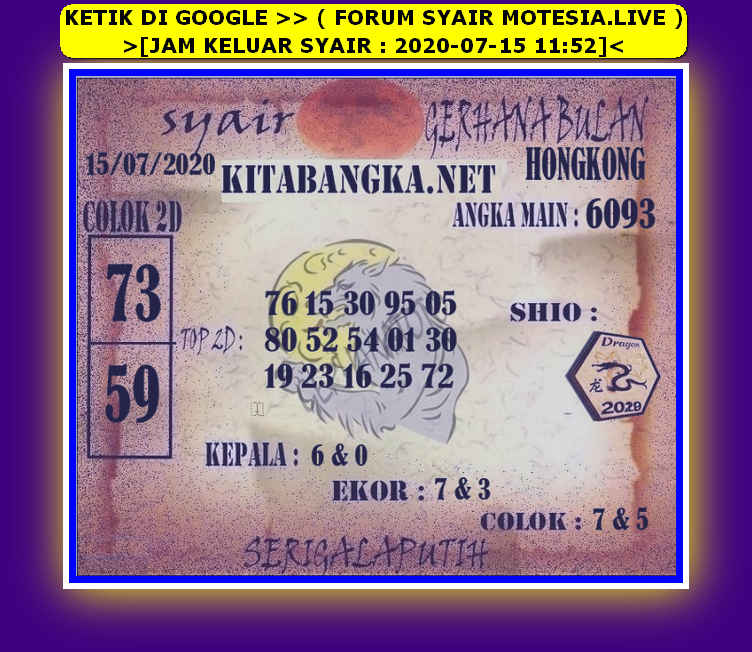 KETIK DI GOOGLE >> ( FORUM SYAIR MOTESIA.LIVE )
>[JAM KELUAR SYAIR : 2020-07-15 11:52]<
syair GERHANA BULAN
15/07/2020 KITABANGKA.NET HONGKONG
COLOK 2D ANGKA MAIN : 6093
73
59
TOP 2D :
76 15 30 95 05
80 52 54 01 30
19 23 16 25 72
SHIO :
Dragon
龙
2029
KEPALA : 6 & 0
EKOR : 7 & 3
COLOK : 7 & 5
SERIGALAPUTIH